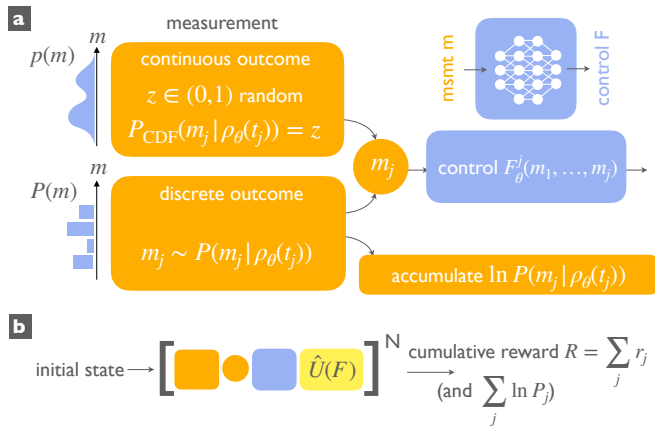 a
measurement
p(m)
m
continuous outcome
z ∈ (0,1) random
P_CDF(m_j | ρ_θ(t_j)) = z
msmt m
control F
P(m)
m
discrete outcome
m_j ∼ P(m_j | ρ_θ(t_j))
m_j
control F_θ^j(m_1, …, m_j)
accumulate ln P(m_j | ρ_θ(t_j))
b
initial state
[ Û(F) ]^N
cumulative reward R = ∑_j r_j
(and ∑_j ln P_j)